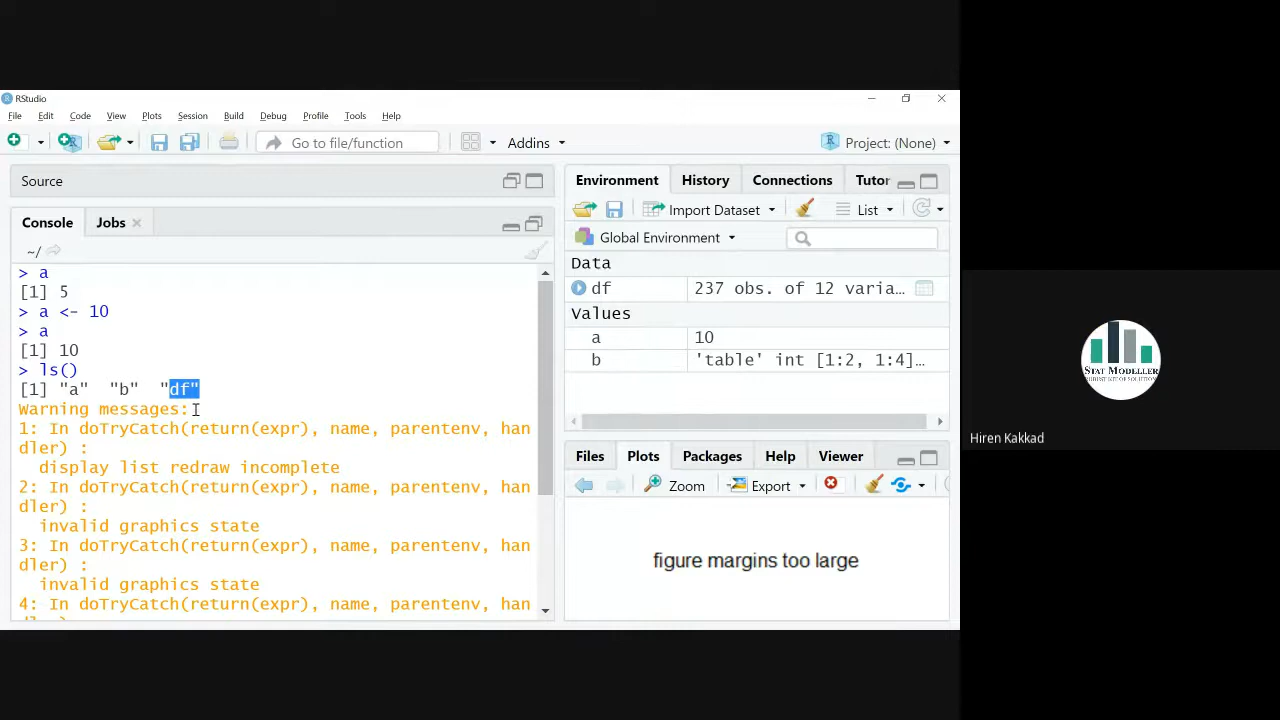 RStudio
File Edit Code View Plots Session Build Debug Profile Tools Help
Go to file/function
Addins
Project: (None)
Source
Console Jobs
~/
> a
[1] 5
> a <- 10
> a
[1] 10
> ls()
[1] "a"  "b"  "df"
Warning messages:
1: In doTryCatch(return(expr), name, parentenv, han
dler) :
  display list redraw incomplete
2: In doTryCatch(return(expr), name, parentenv, han
dler) :
  invalid graphics state
3: In doTryCatch(return(expr), name, parentenv, han
dler) :
  invalid graphics state
4: In doTryCatch(return(expr), name, parentenv, han
Environment History Connections Tutor
Import Dataset
List
Global Environment
Data
df 237 obs. of 12 varia…
Values
a 10
b 'table' int [1:2, 1:4]…
Files Plots Packages Help Viewer
Zoom Export
figure margins too large
STAT MODELLER
Hiren Kakkad